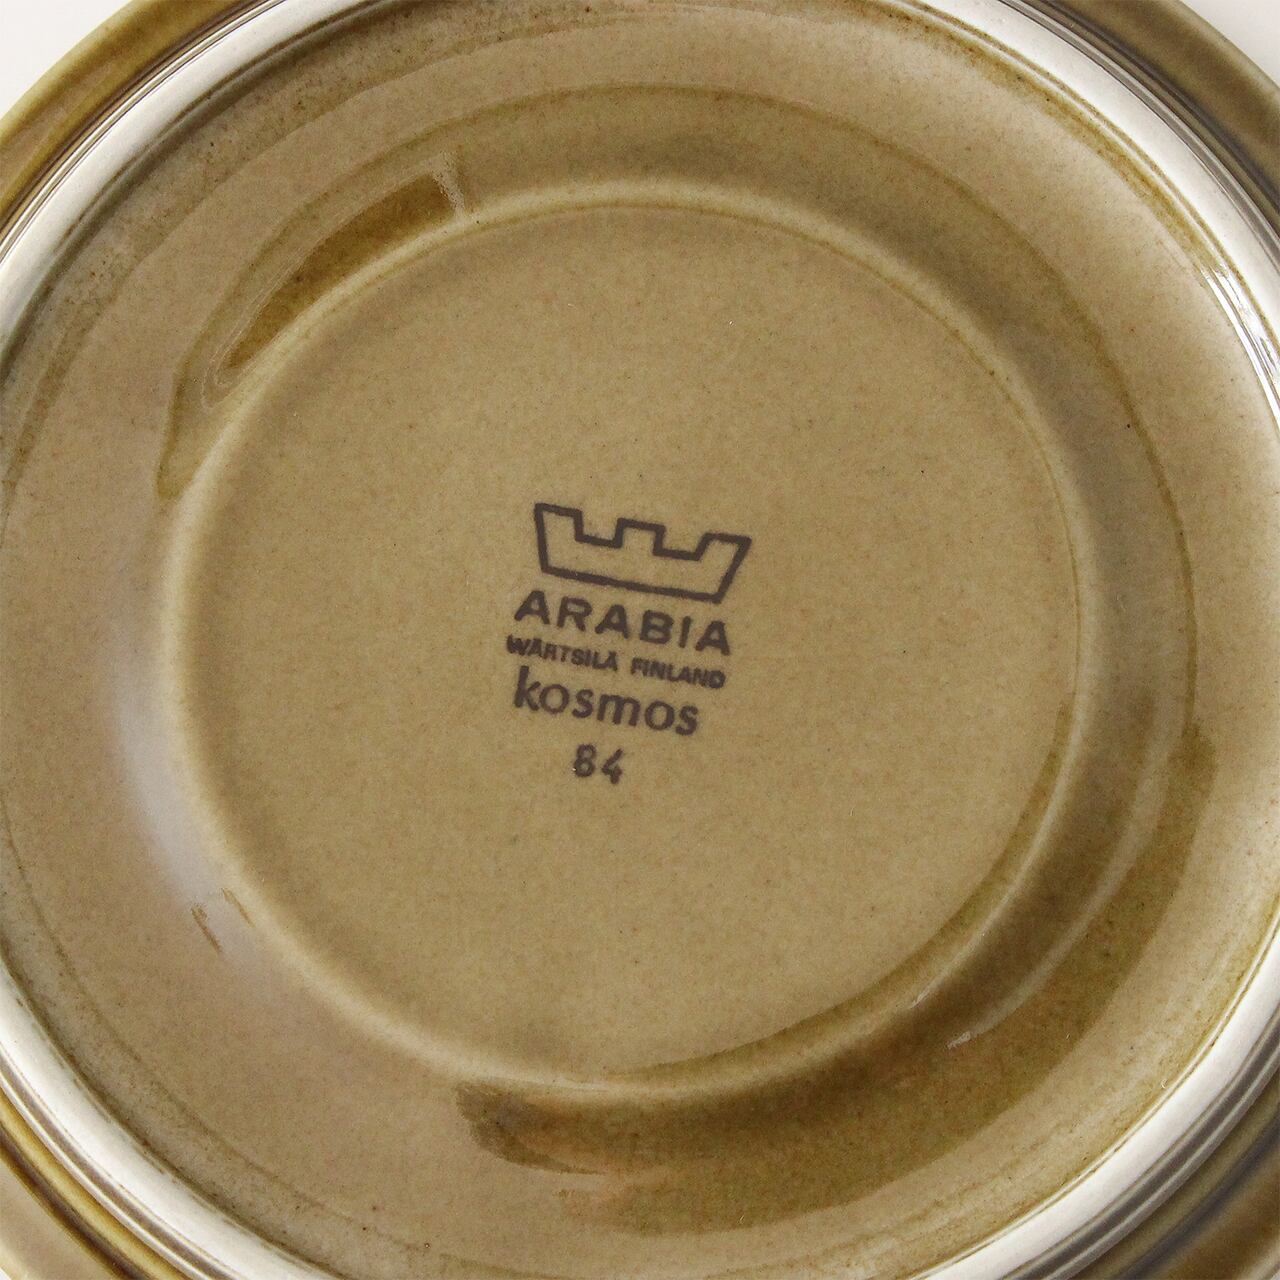 ARABIA
WÄRTSILÄ FINLAND
kosmos
84